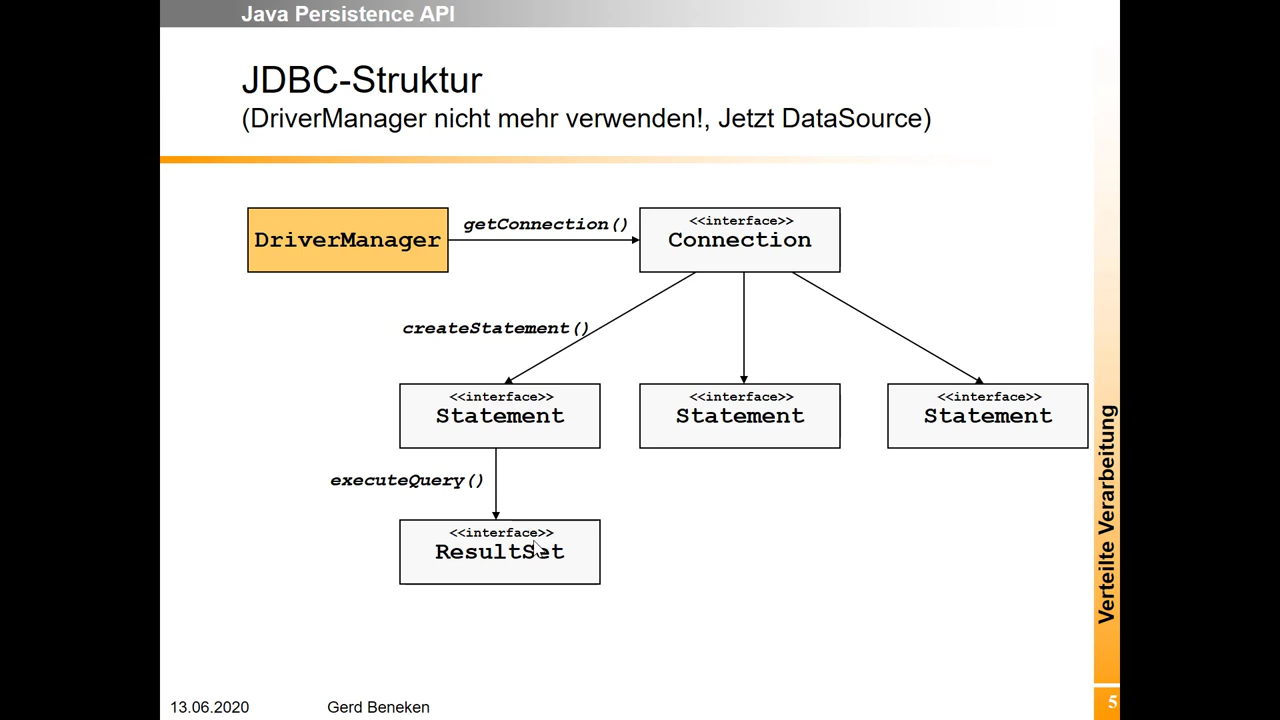 Java Persistence API
JDBC-Struktur
(DriverManager nicht mehr verwenden!, Jetzt DataSource)
DriverManager
getConnection()
<<interface>>
Connection
createStatement()
<<interface>>
Statement
<<interface>>
Statement
<<interface>>
Statement
executeQuery()
<<interface>>
ResultSet
Verteilte Verarbeitung
13.06.2020
Gerd Beneken
5